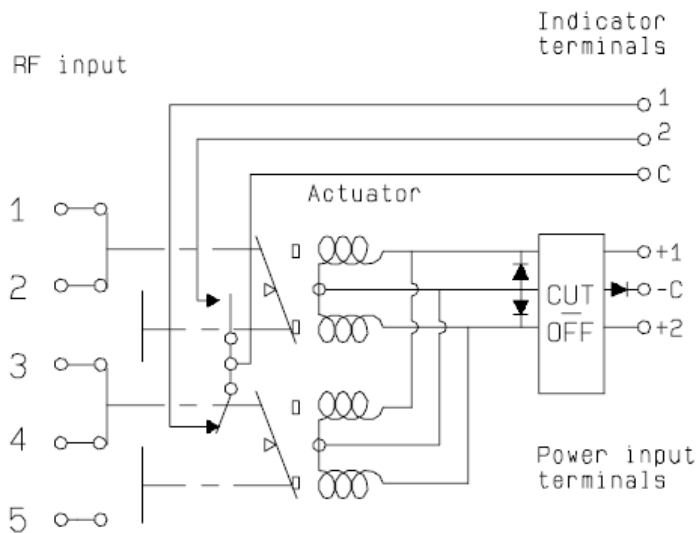 Indicator
terminals
RF input
1
2
C
Actuator
1
2
3
4
5
+1
CUT
-C
OFF
+2
Power input
terminals